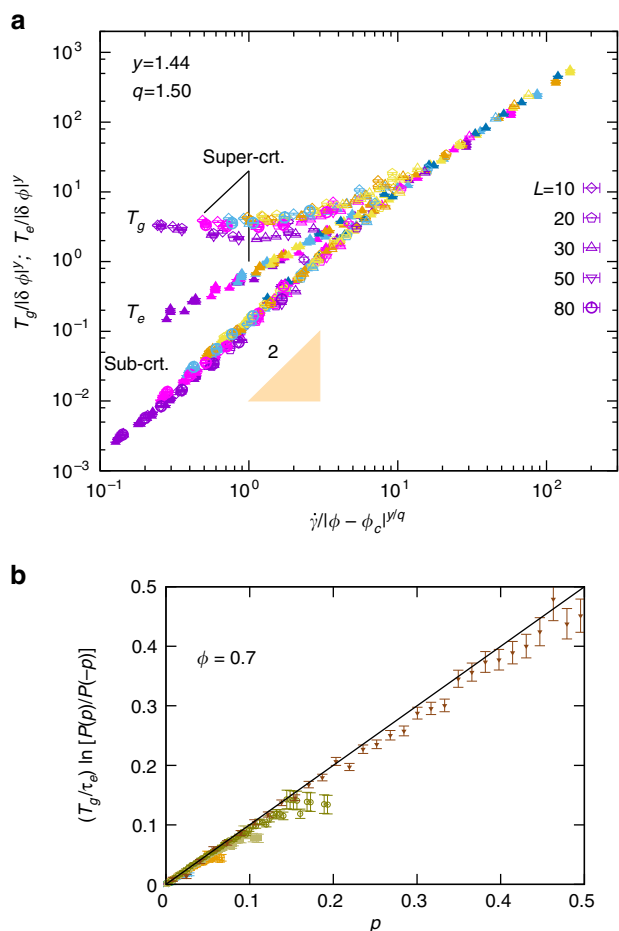 a
10³
10²
10¹
10⁰
10⁻¹
10⁻²
10⁻³
T_g/|δ ϕ|^y; T_e/|δ ϕ|^y
y=1.44
q=1.50
Super-crt.
T_g
T_e
Sub-crt.
2
L=10
20
30
50
80
10⁻¹ 10⁰ 10¹ 10²
γ̇/|ϕ − ϕ_c|^{y/q}
b
0.5
0.4
0.3
0.2
0.1
0
(T_g/τ_e) ln [P(p)/P(-p)]
ϕ = 0.7
0 0.1 0.2 0.3 0.4 0.5
p